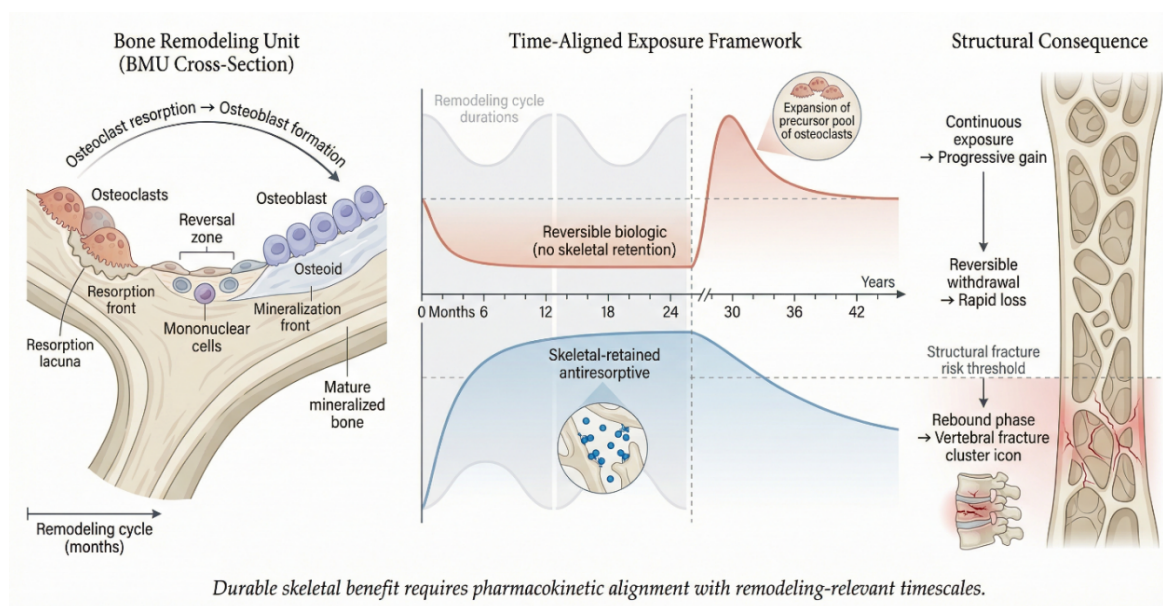 Bone Remodeling Unit
(BMU Cross-Section)
Osteoclast resorption → Osteoblast formation
Osteoclasts
Osteoblast
Reversal
zone
Osteoid
Resorption
front
Mineralization
front
Mononuclear
cells
Resorption
lacuna
Mature
mineralized
bone
Remodeling cycle
(months)
Time-Aligned Exposure Framework
Remodeling cycle
durations
Expansion of
precursor pool
of osteoclasts
Reversible biologic
(no skeletal retention)
Years
0 Months 6 12 18 24 30 36 42
Skeletal-retained
antiresorptive
Structural Consequence
Continuous
exposure
→ Progressive gain
Reversible
withdrawal
→ Rapid loss
Structural fracture
risk threshold
Rebound phase
→ Vertebral fracture
cluster icon
Durable skeletal benefit requires pharmacokinetic alignment with remodeling-relevant timescales.